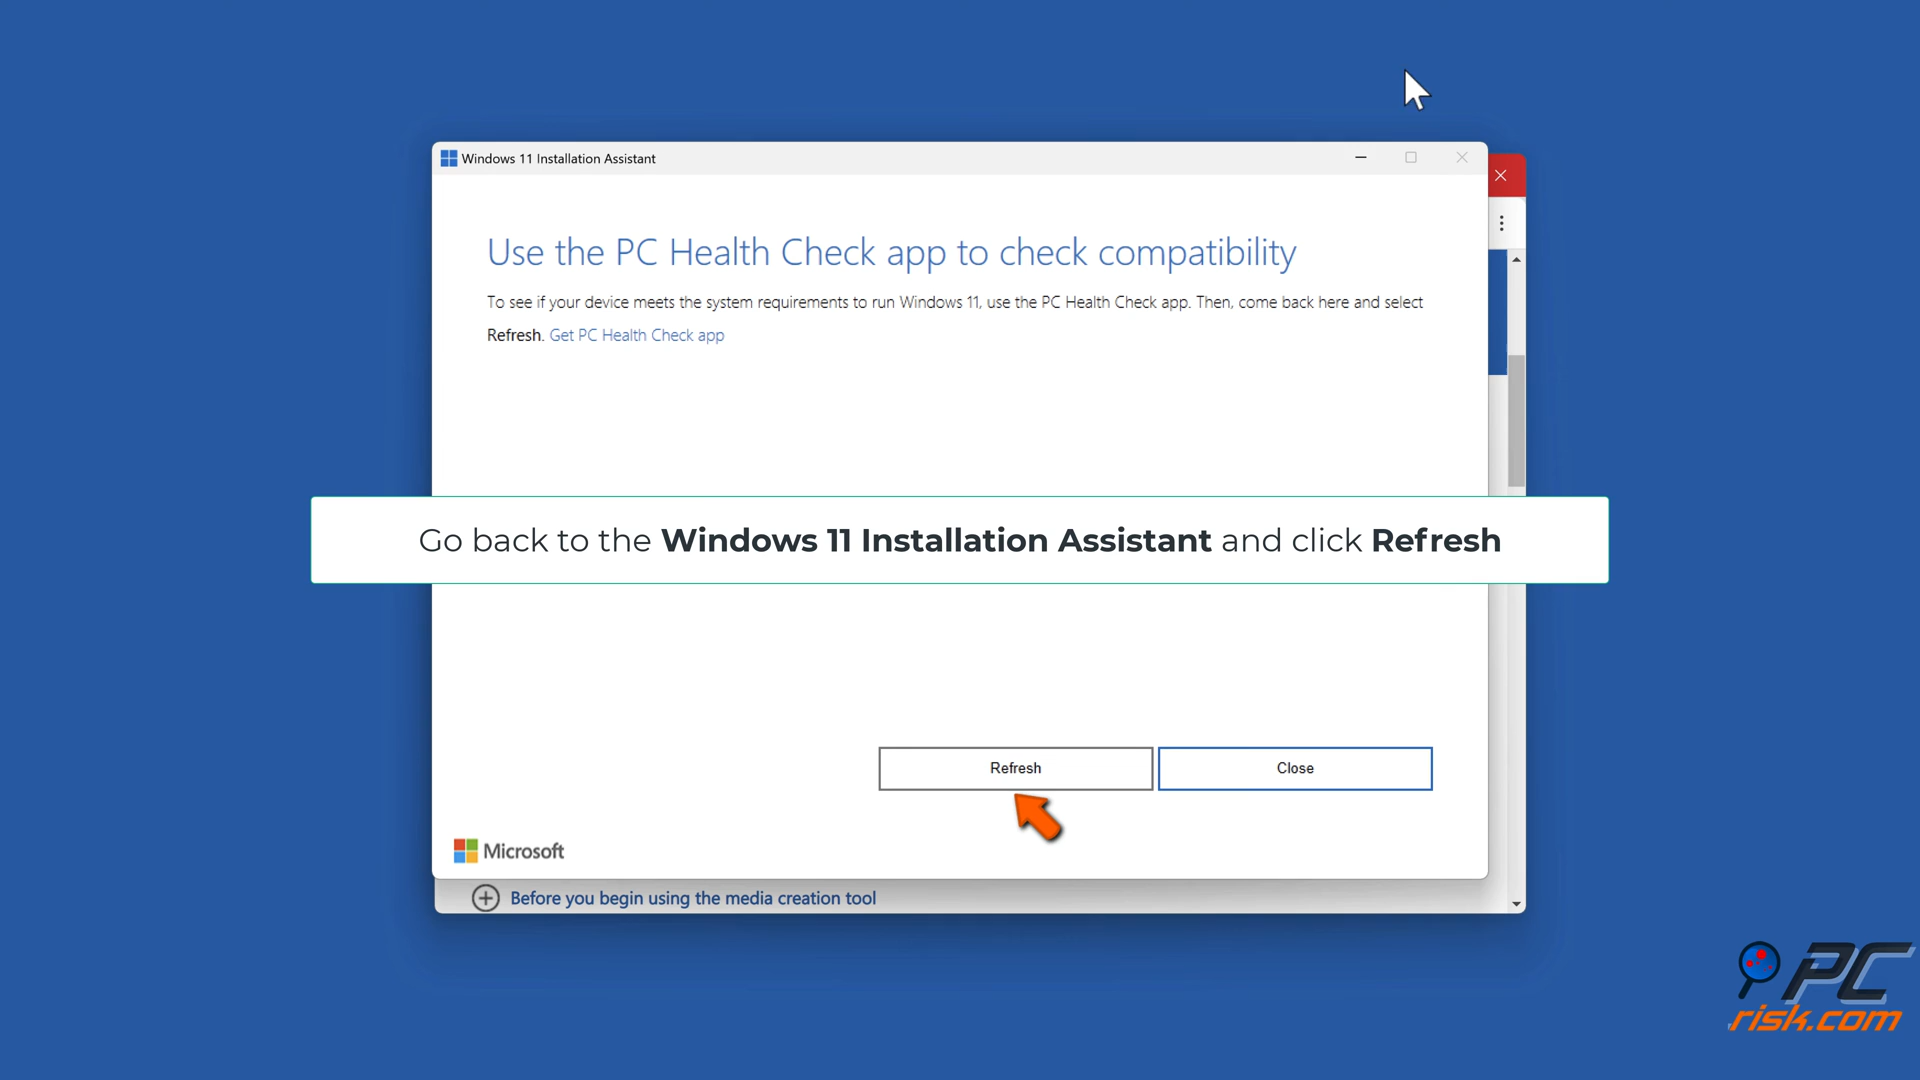 Windows 11 Installation Assistant
Use the PC Health Check app to check compatibility
To see if your device meets the system requirements to run Windows 11, use the PC Health Check app. Then, come back here and select
Refresh. Get PC Health Check app
Go back to the Windows 11 Installation Assistant and click Refresh
Refresh
Close
Microsoft
Before you begin using the media creation tool
PC
risk.com